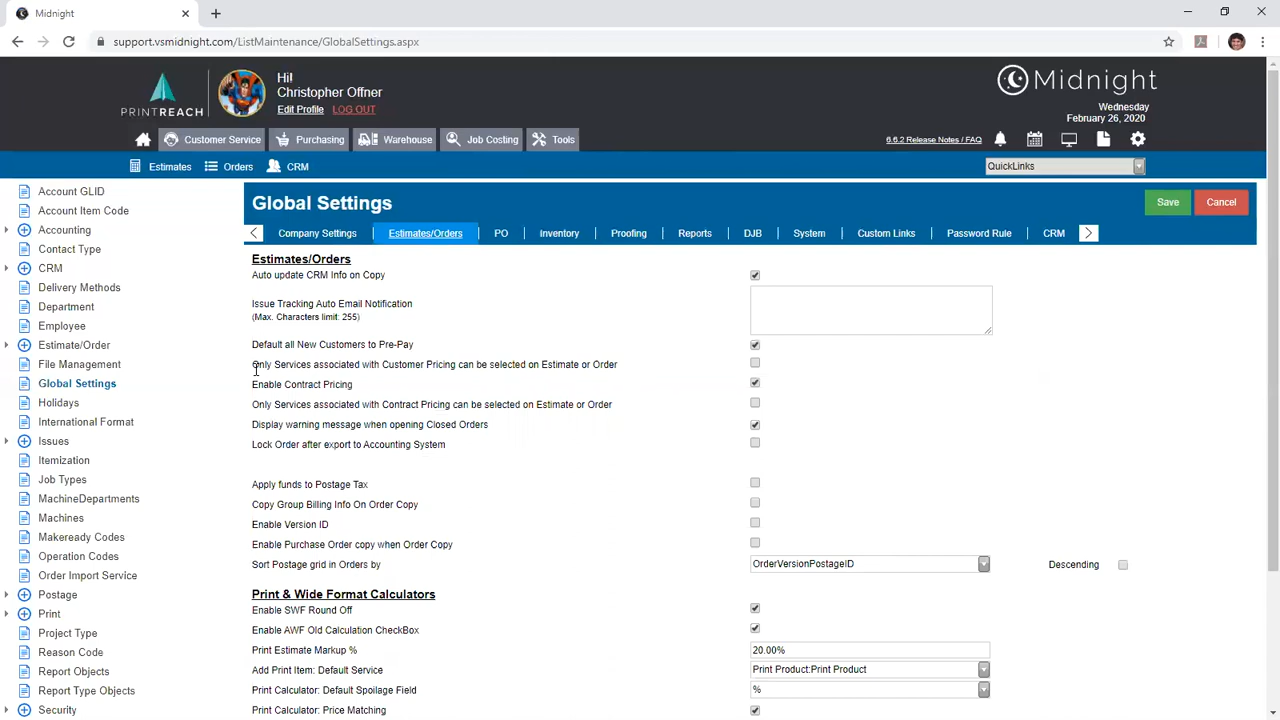 Midnight
support.vsmidnight.com/ListMaintenance/GlobalSettings.aspx
PRINTREACH
Hi!
Christopher Offner
Edit Profile LOG OUT
Midnight
Wednesday
February 26, 2020
Customer Service Purchasing Warehouse Job Costing Tools
6.6.2 Release Notes / FAQ
Estimates Orders CRM
QuickLinks
Account GLID
Account Item Code
Accounting
Contact Type
CRM
Delivery Methods
Department
Employee
Estimate/Order
File Management
Global Settings
Holidays
International Format
Issues
Itemization
Job Types
MachineDepartments
Machines
Makeready Codes
Operation Codes
Order Import Service
Postage
Print
Project Type
Reason Code
Report Objects
Report Type Objects
Security
Global Settings
Save Cancel
Company Settings Estimates/Orders PO Inventory Proofing Reports DJB System Custom Links Password Rule CRM
Estimates/Orders
Auto update CRM Info on Copy
Issue Tracking Auto Email Notification
(Max. Characters limit: 255)
Default all New Customers to Pre-Pay
Only Services associated with Customer Pricing can be selected on Estimate or Order
Enable Contract Pricing
Only Services associated with Contract Pricing can be selected on Estimate or Order
Display warning message when opening Closed Orders
Lock Order after export to Accounting System
Apply funds to Postage Tax
Copy Group Billing Info On Order Copy
Enable Version ID
Enable Purchase Order copy when Order Copy
Sort Postage grid in Orders by OrderVersionPostageID Descending
Print & Wide Format Calculators
Enable SWF Round Off
Enable AWF Old Calculation CheckBox
Print Estimate Markup % 20.00%
Add Print Item: Default Service Print Product:Print Product
Print Calculator: Default Spoilage Field %
Print Calculator: Price Matching